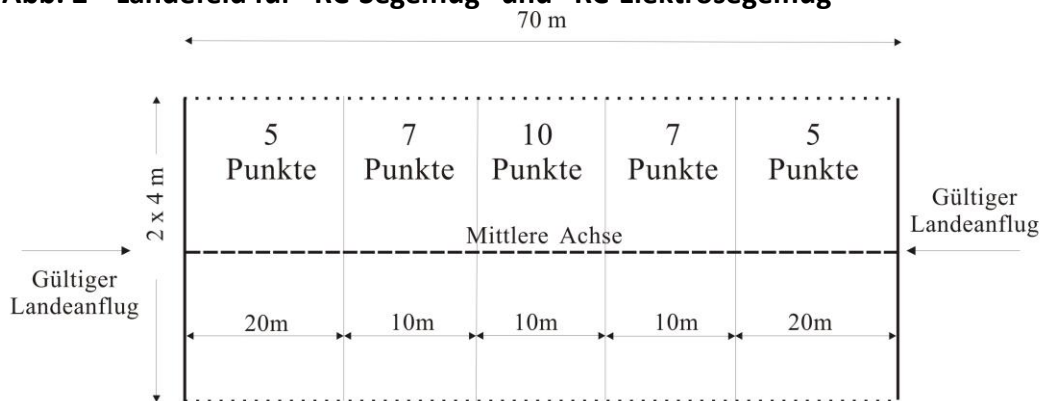 Abb. 2 Landefeld für RC-Segelflug und RC-Elektrosegelflug
70 m
5 Punkte
7 Punkte
10 Punkte
7 Punkte
5 Punkte
2 x 4 m
Mittlere Achse
Gültiger
Landeanflug
Gültiger
Landeanflug
20m 10m 10m 10m 20m